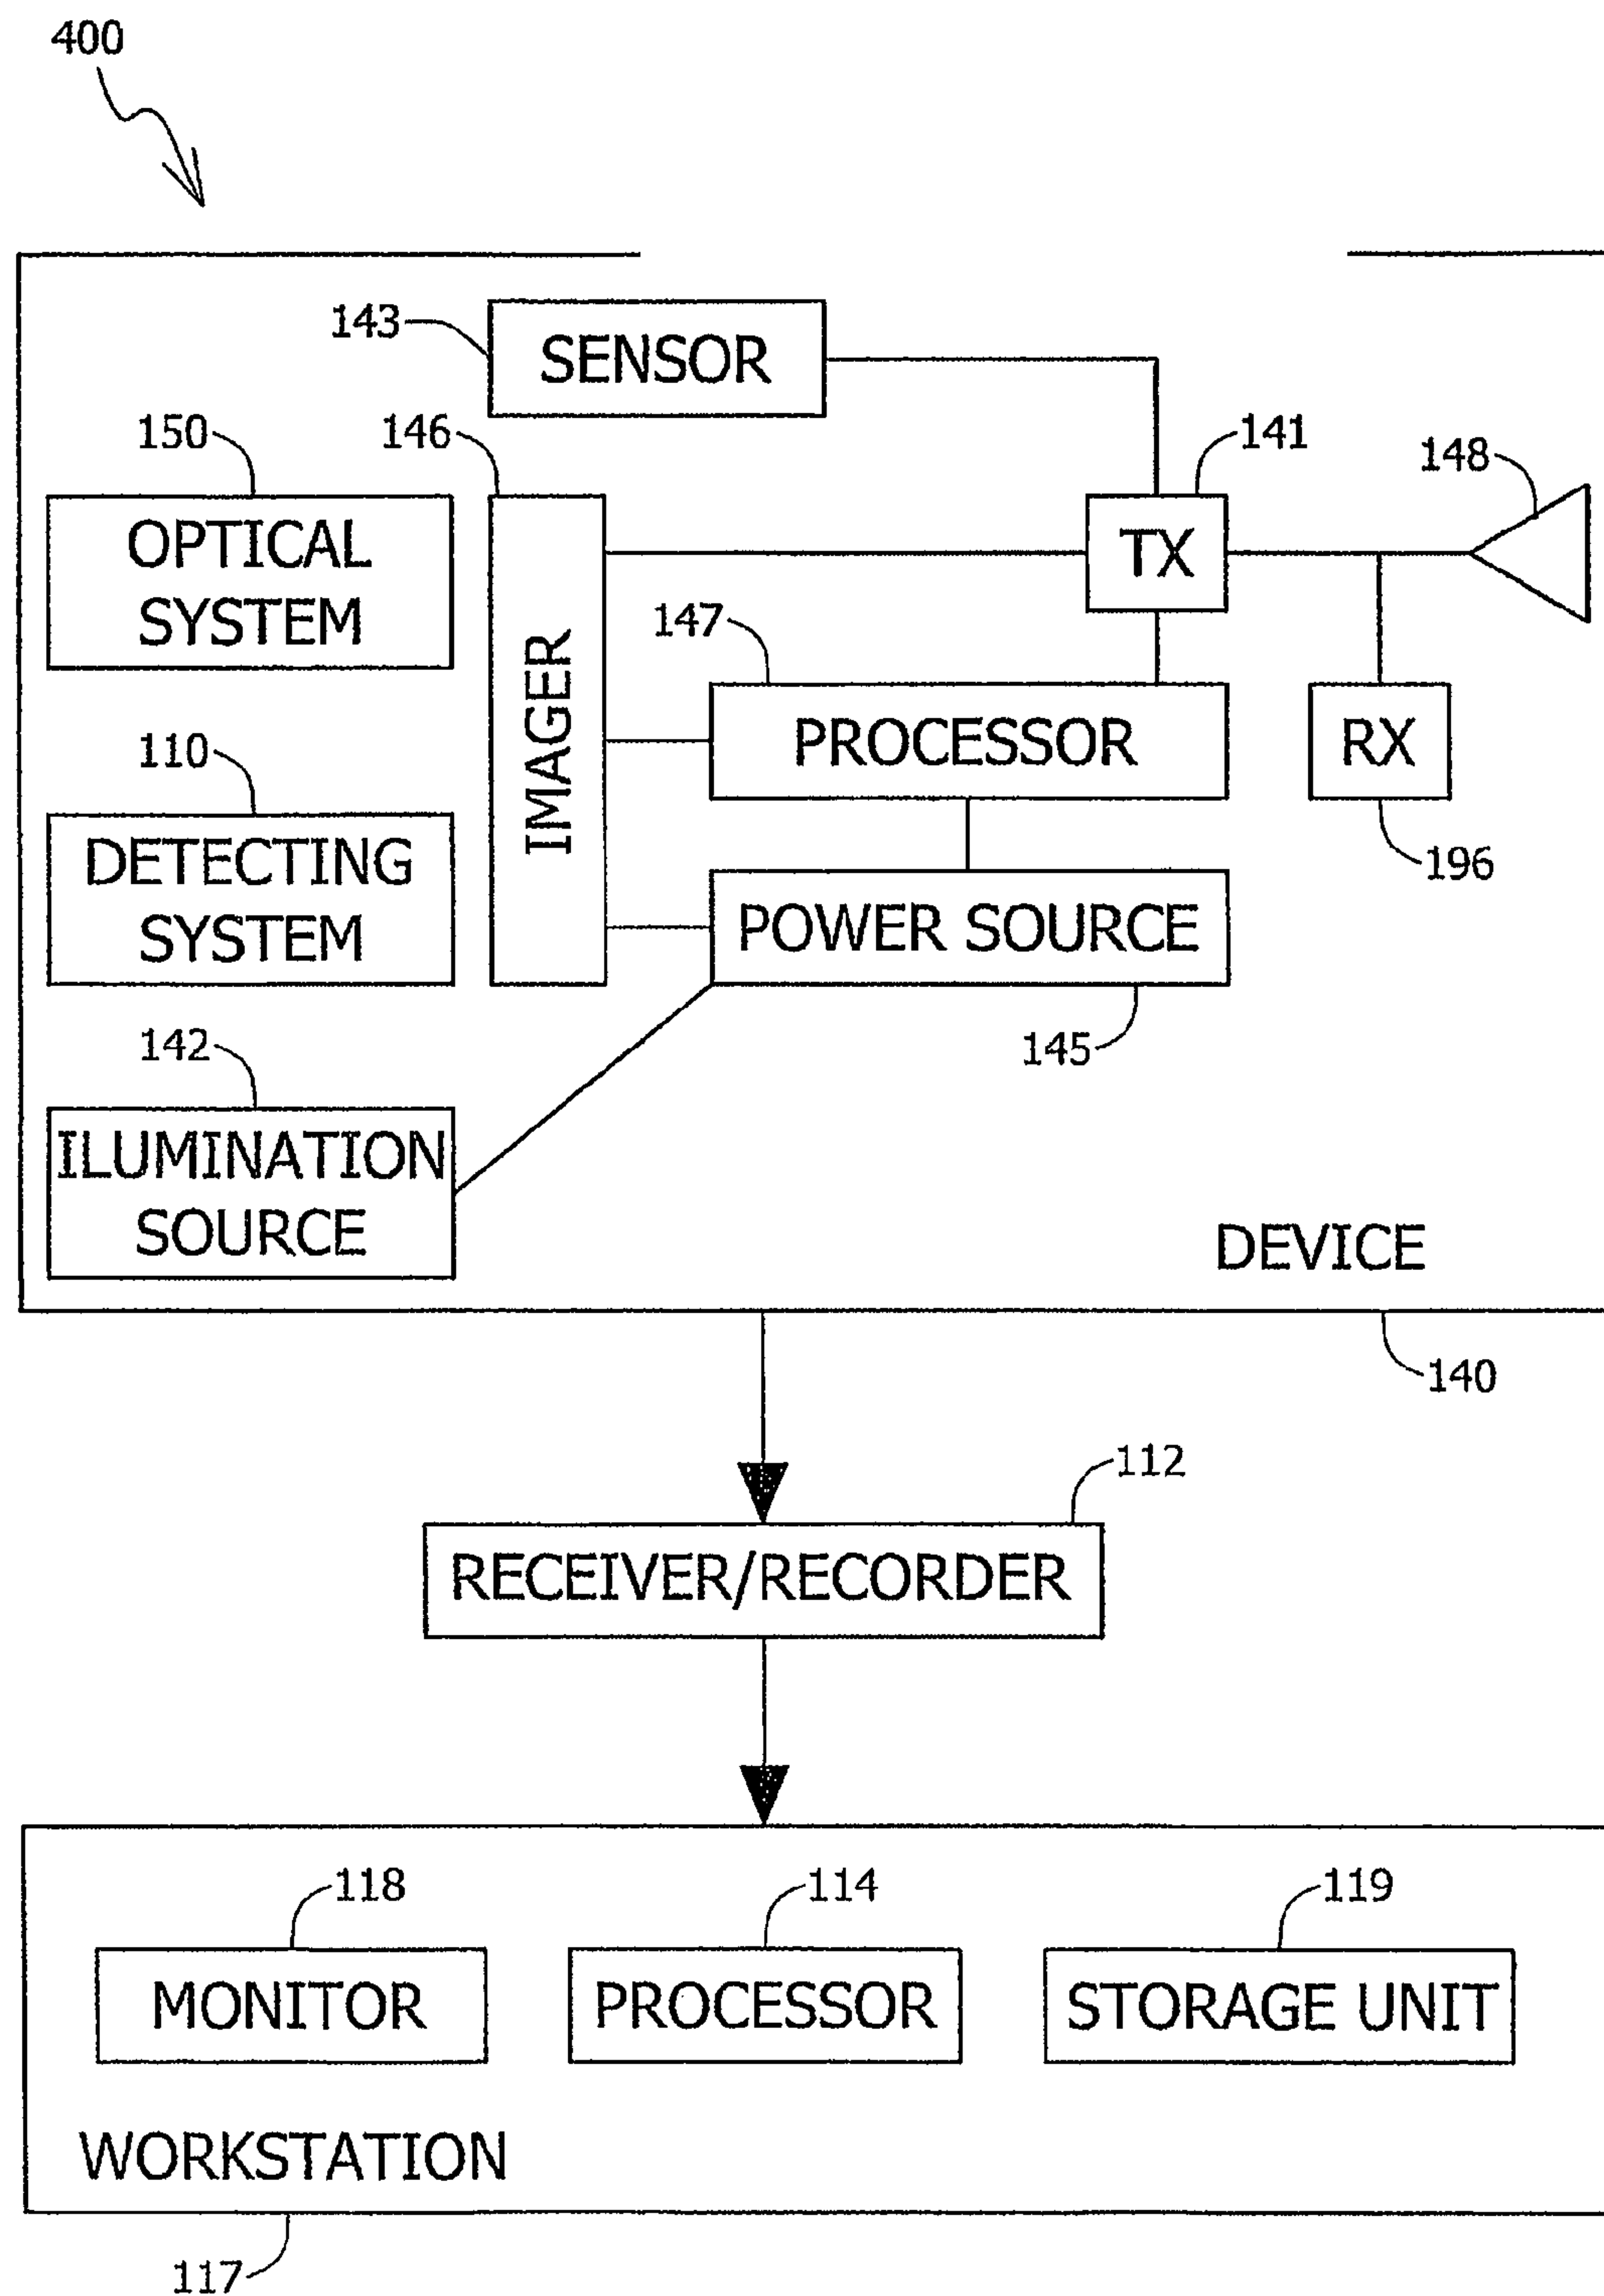 400
143
SENSOR
150
146
141
148
OPTICAL
SYSTEM
TX
147
IMAGER
PROCESSOR
RX
110
196
DETECTING
SYSTEM
POWER SOURCE
142
145
ILUMINATION
SOURCE
DEVICE
140
112
RECEIVER/RECORDER
118
114
119
MONITOR
PROCESSOR
STORAGE UNIT
WORKSTATION
117